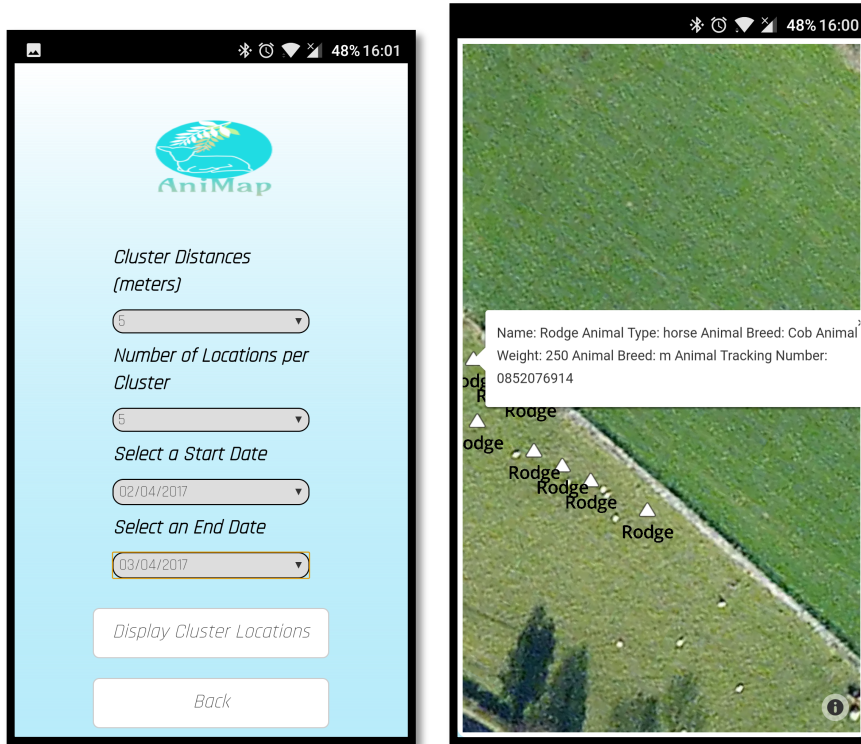 48% 16:01
AniMap
Cluster Distances
(meters)
5
Number of Locations per
Cluster
5
Select a Start Date
02/04/2017
Select an End Date
03/04/2017
Display Cluster Locations
Back
48% 16:00
Name: Rodge Animal Type: horse Animal Breed: Cob Animal
Weight: 250 Animal Breed: m Animal Tracking Number:
0852076914
Rodge
odge
Rodge
Rodge
Rodge
Rodge